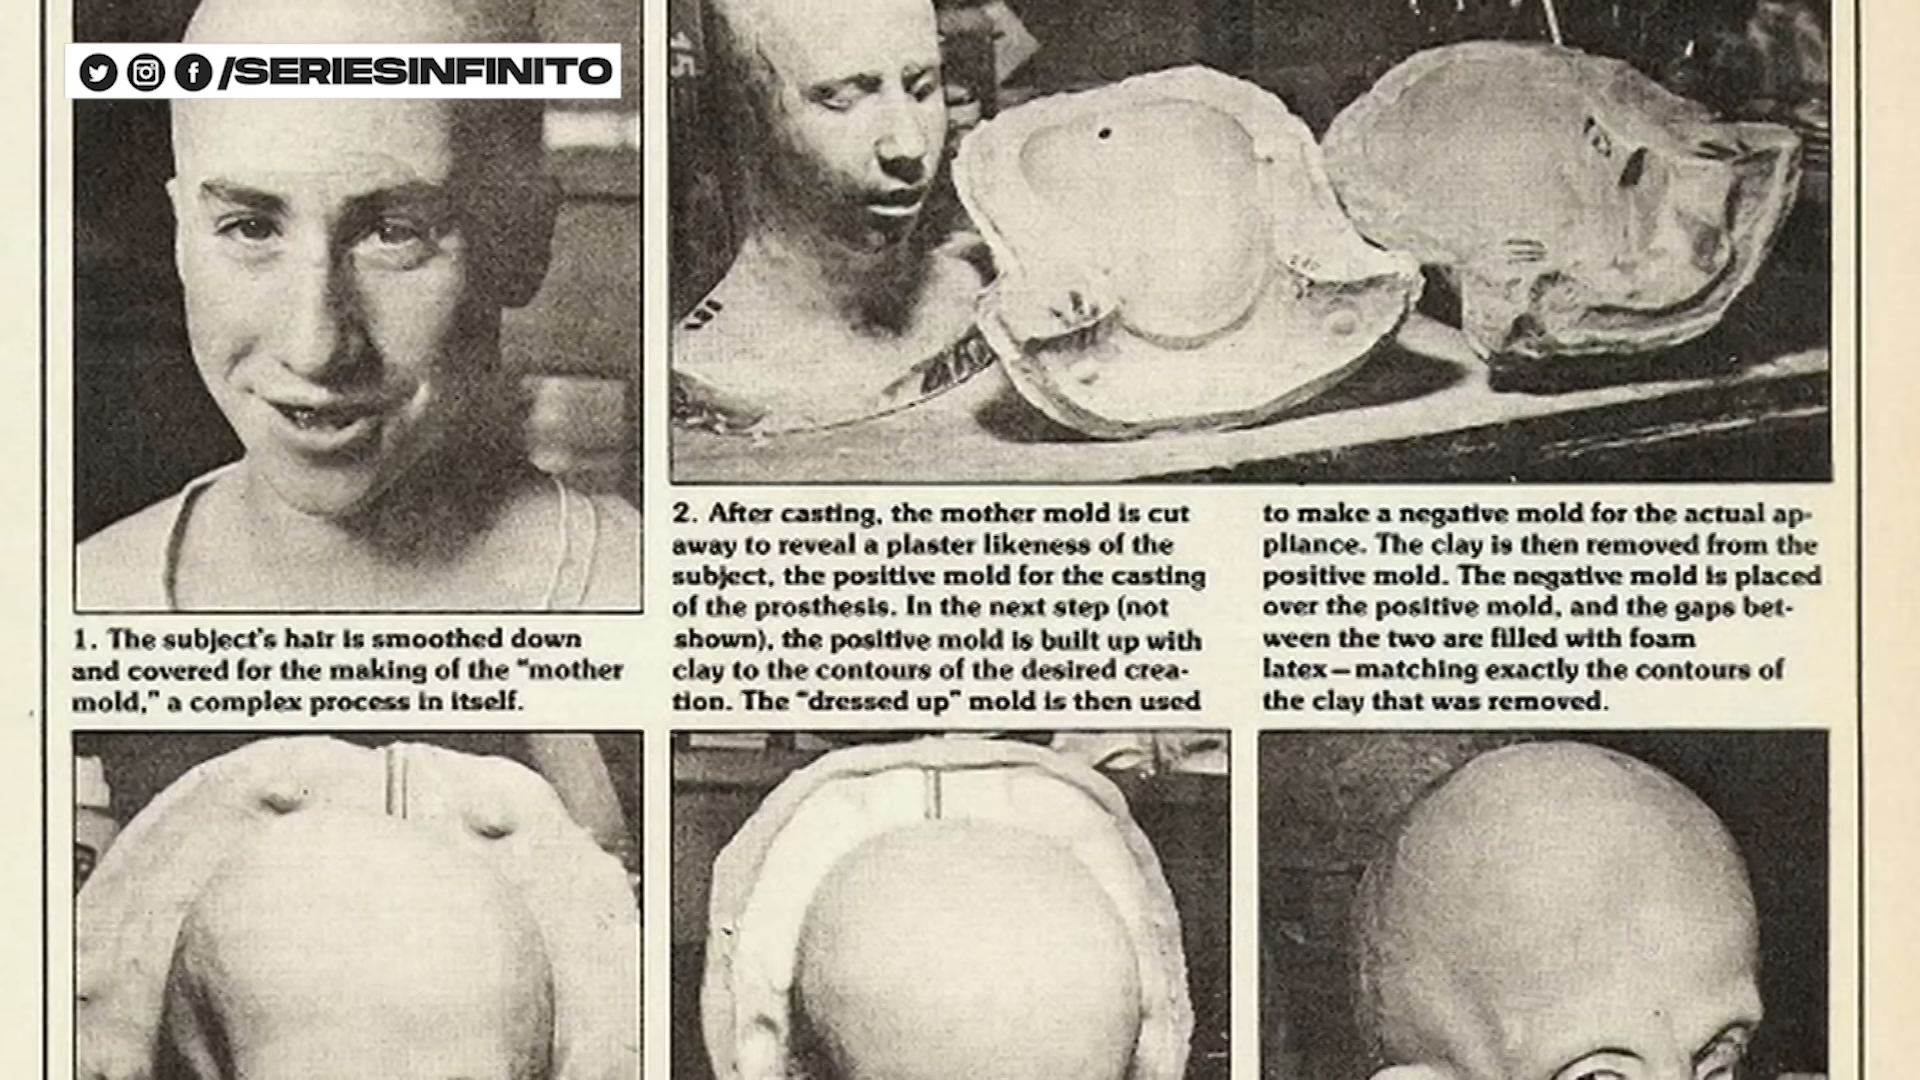 /SERIESINFINITO
1. The subject's hair is smoothed down
and covered for the making of the "mother
mold," a complex process in itself.
2. After casting, the mother mold is cut
away to reveal a plaster likeness of the
subject, the positive mold for the casting
of the prosthesis. In the next step (not
shown), the positive mold is built up with
clay to the contours of the desired crea-
tion. The "dressed up" mold is then used
to make a negative mold for the actual ap-
pliance. The clay is then removed from the
positive mold. The negative mold is placed
over the positive mold, and the gaps bet-
ween the two are filled with foam
latex—matching exactly the contours of
the clay that was removed.